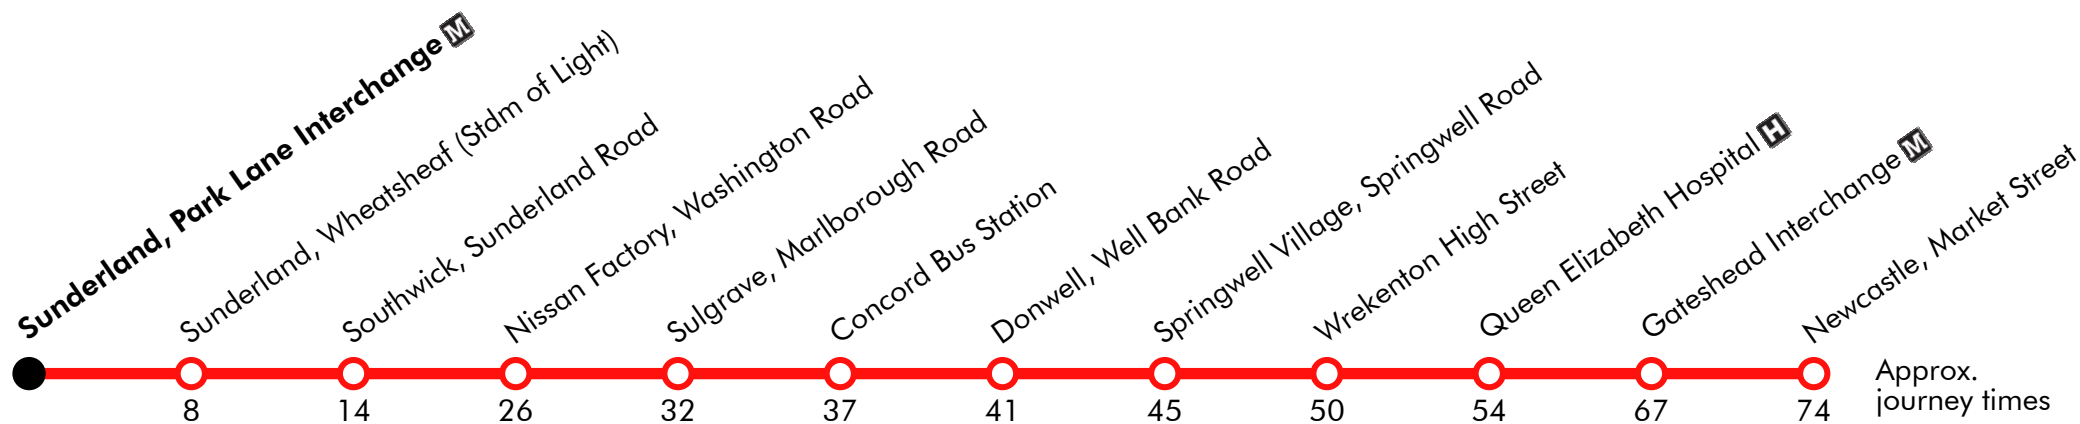 Sunderland, Park Lane Interchange M
Sunderland, Wheatsheaf (Stdm of Light)
Southwick, Sunderland Road
Nissan Factory, Washington Road
Sulgrave, Marlborough Road
Concord Bus Station
Donwell, Well Bank Road
Springwell Village, Springwell Road
Wrekenton High Street
Queen Elizabeth Hospital H
Gateshead Interchange M
Newcastle, Market Street
8 14 26 32 37 41 45 50 54 67 74
Approx.
journey times